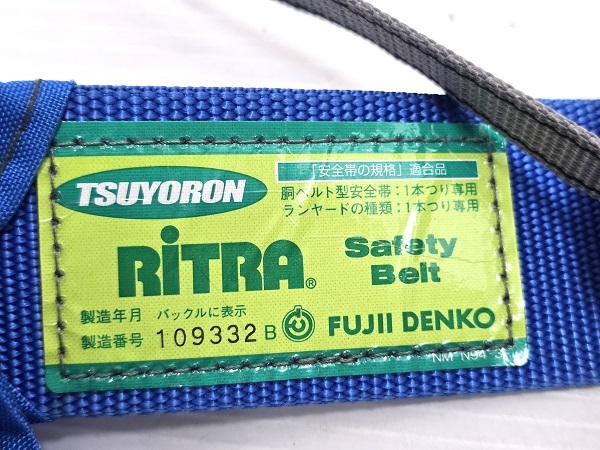 TSUYORON
「安全帯の規格」適合品
胴ベルト型安全帯：1本つり専用
ランヤードの種類：1本つり専用
RiTRA®
Safety
Belt
製造年月 バックルに表示
製造番号 109332 B
FUJII DENKO